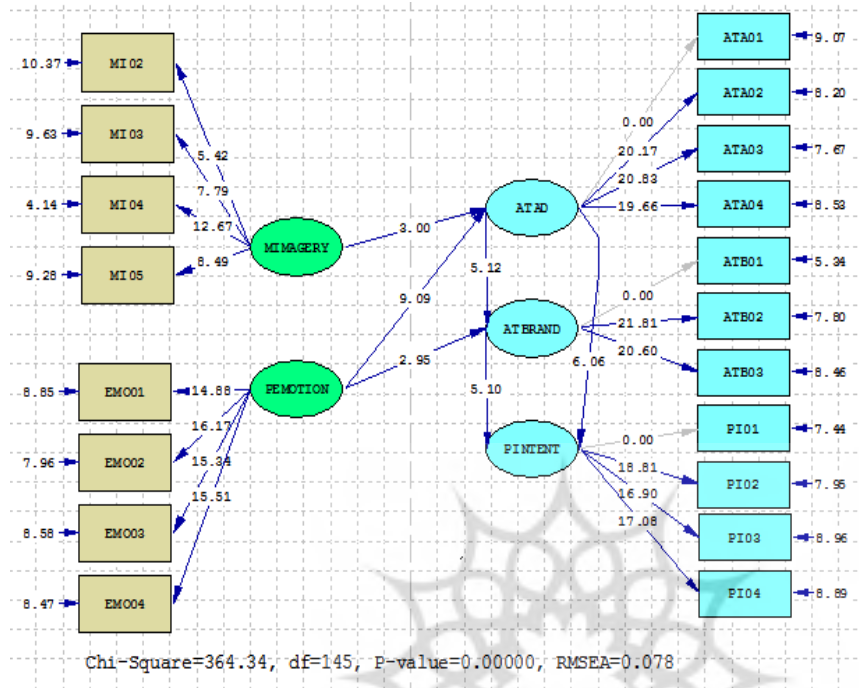 10.37
MI02
9.63
MI03
4.14
MI04
9.28
MI05
8.85
EMO01
7.96
EMO02
8.58
EMO03
8.47
EMO04
5.42
7.79
12.67
8.49
MIMAGERY
14.88
16.17
15.34
15.51
PEMOTION
3.00
9.09
2.95
ATAD
5.12
ATBRAND
5.10
6.06
PINTENT
0.00
20.17
20.83
19.66
0.00
21.81
20.60
0.00
18.81
16.90
17.08
ATA01
9.07
ATA02
8.20
ATA03
7.67
ATA04
8.53
ATB01
5.34
ATB02
7.80
ATB03
8.46
PI01
7.44
PI02
7.95
PI03
8.96
PI04
8.89
Chi-Square=364.34, df=145, P-value=0.00000, RMSEA=0.078